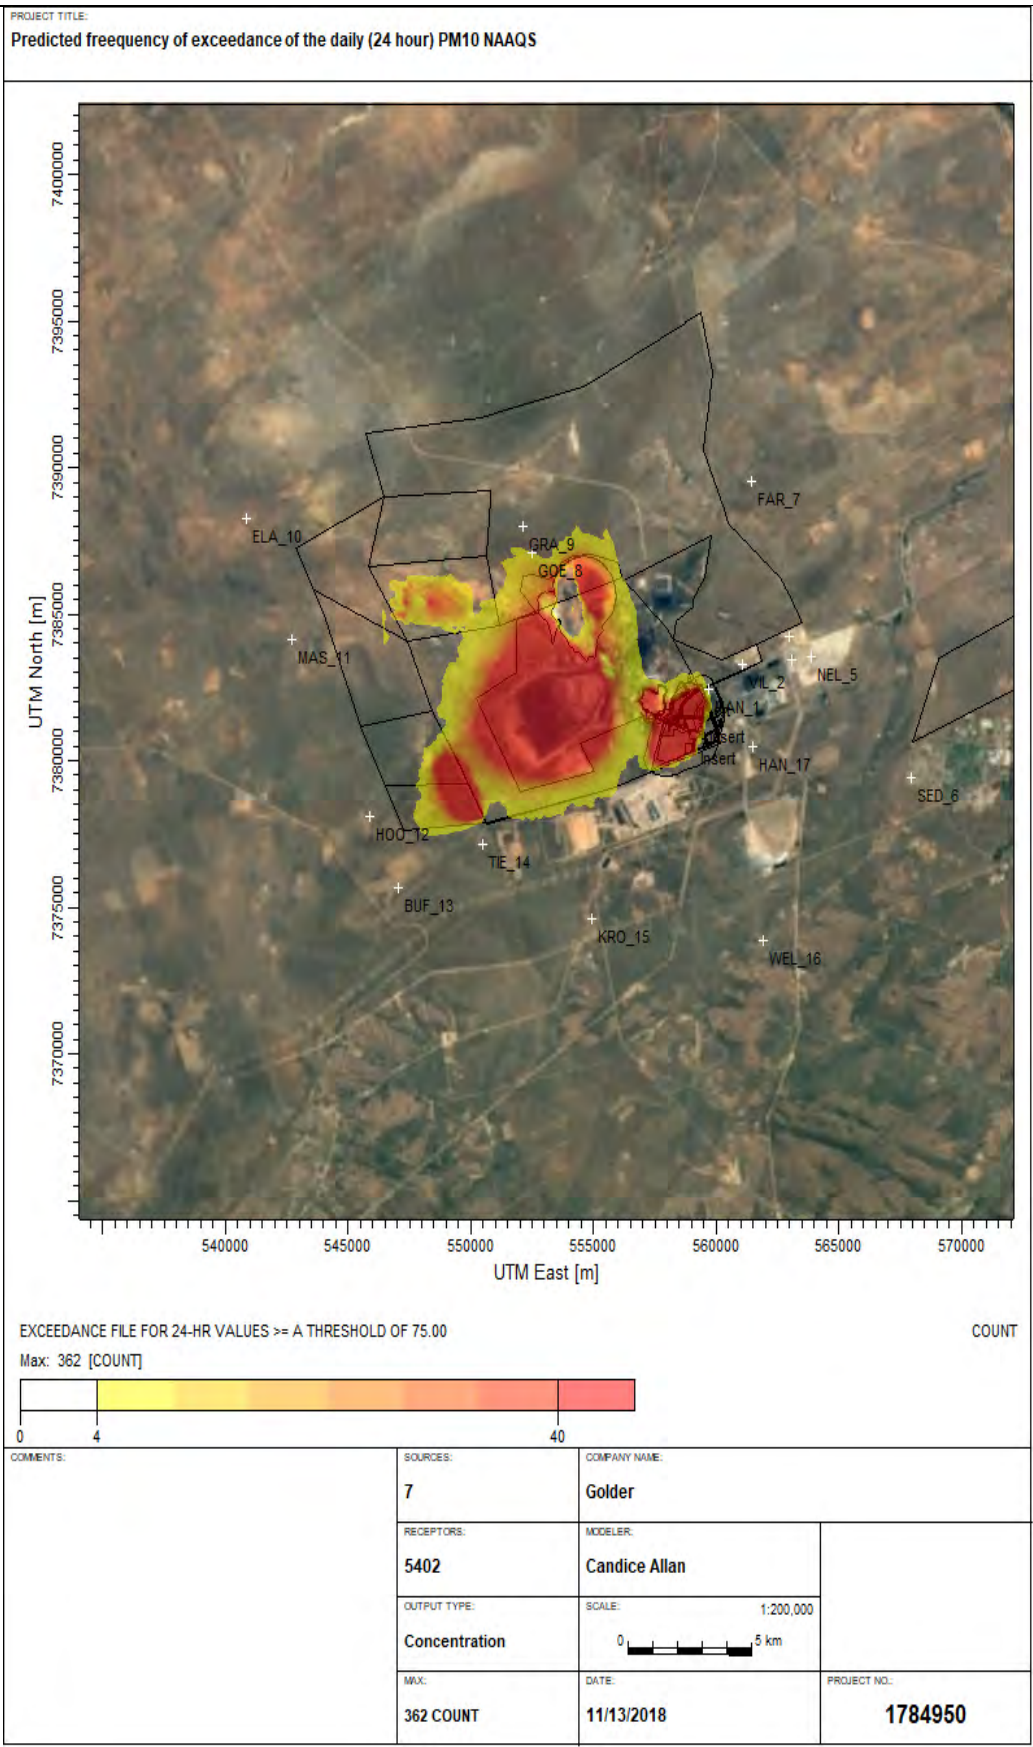 PROJECT TITLE:
Predicted freequency of exceedance of the daily (24 hour) PM10 NAAQS
UTM North [m]
7400000
7395000
7390000
7385000
7380000
7375000
7370000
FAR_7
ELA_10
GRA_9
GOE_8
MAS_11
NEL_5
VIL_2
HAN_17
Insert
SED_6
HOO_12
TIE_14
BUF_13
KRO_15
WEL_16
540000 545000 550000 555000 560000 565000 570000
UTM East [m]
EXCEEDANCE FILE FOR 24-HR VALUES >= A THRESHOLD OF 75.00 COUNT
Max: 362 [COUNT]
0 4 40
COMMENTS:
SOURCES:
7
COMPANY NAME:
Golder
RECEPTORS:
5402
MODELER:
Candice Allan
OUTPUT TYPE:
Concentration
SCALE: 1:200,000
0 5 km
MAX:
362 COUNT
DATE:
11/13/2018
PROJECT NO.:
1784950